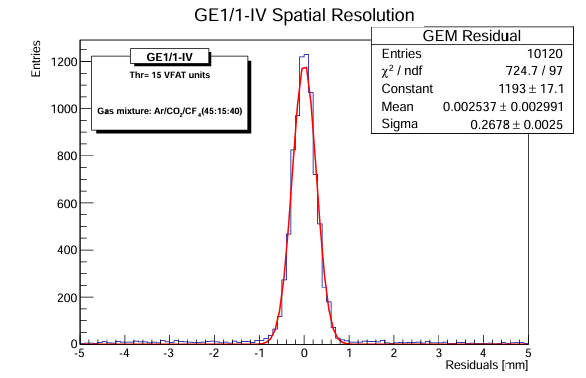 GE1/1-IV Spatial Resolution
Entries
GE1/1-IV
Thr= 15 VFAT units
Gas mixture: Ar/CO2/CF4(45:15:40)
GEM Residual
Entries 10120
χ² / ndf 724.7 / 97
Constant 1193 ± 17.1
Mean 0.002537 ± 0.002991
Sigma 0.2678 ± 0.0025
1200
1000
800
600
400
200
0
-5 -4 -3 -2 -1 0 1 2 3 4 5
Residuals [mm]